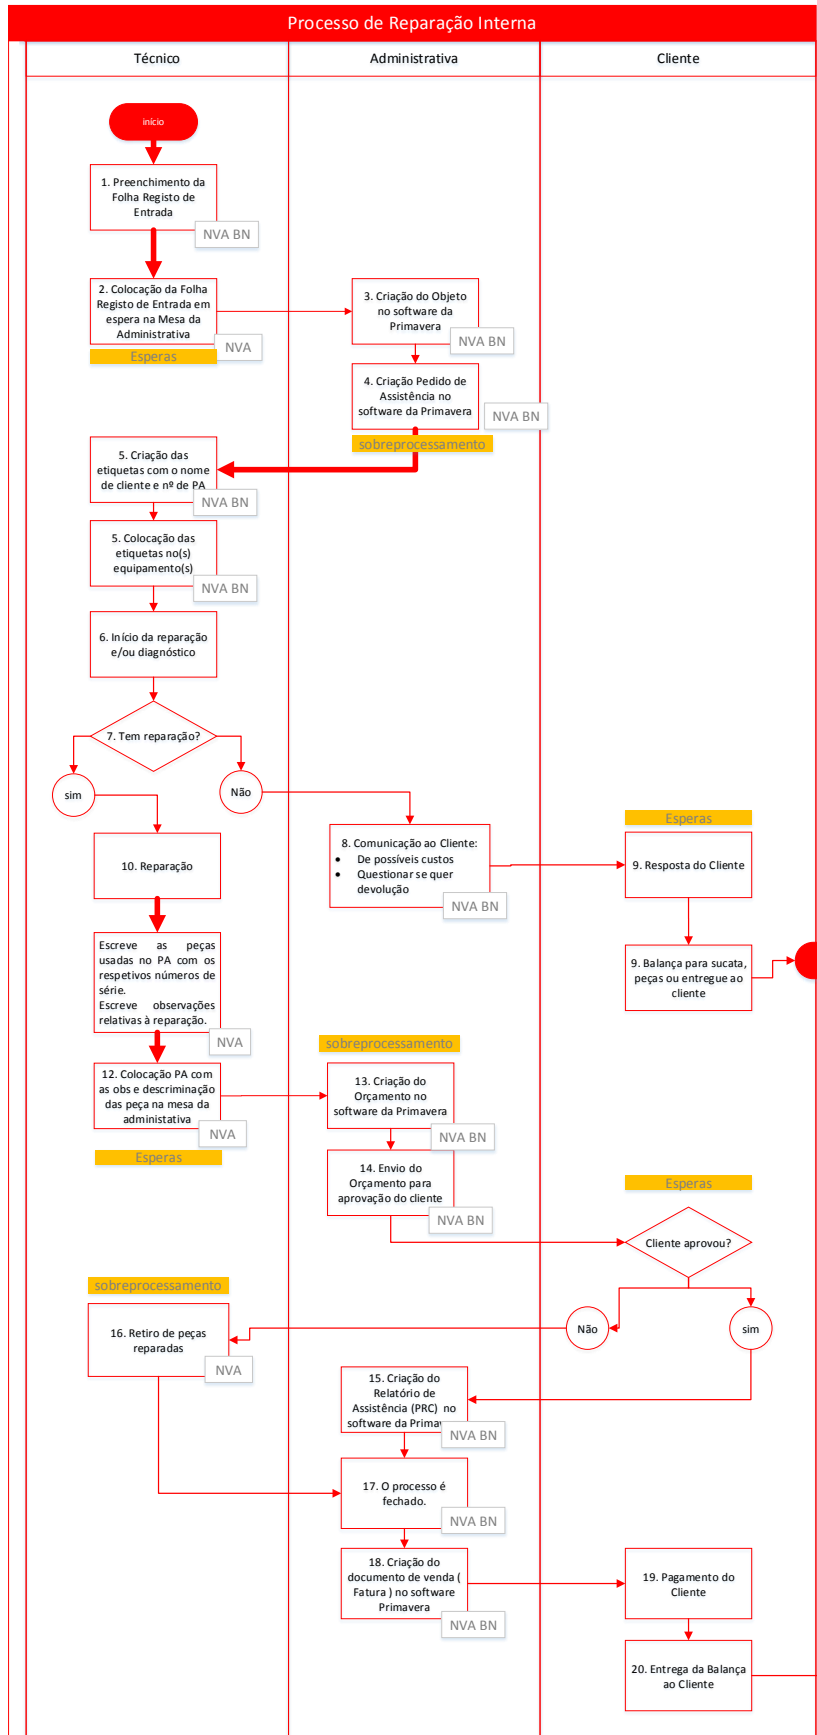 Processo de Reparação Interna
Técnico
Administrativa
Cliente
início
1. Preenchimento da
Folha Registo de
Entrada
NVA BN
2. Colocação da Folha
Registo de Entrada em
espera na Mesa da
Administrativa
NVA
Esperas
3. Criação do Objeto
no software da
Primavera
NVA BN
4. Criação Pedido de
Assistência no
software da Primavera
NVA BN
sobreprocessamento
5. Criação das
etiquetas com o nome
de cliente e nº de PA
NVA BN
5. Colocação das
etiquetas no(s)
equipamento(s)
NVA BN
6. Início da reparação
e/ou diagnóstico
7. Tem reparação?
sim
Não
8. Comunicação ao Cliente:
• De possíveis custos
• Questionar se quer
devolução
NVA BN
Esperas
9. Resposta do Cliente
9. Balança para sucata,
peças ou entregue ao
cliente
10. Reparação
Escreve as peças
usadas no PA com os
respetivos números de
série.
Escreve observações
relativas à reparação.
NVA
12. Colocação PA com
as obs e descriminação
das peça na mesa da
administativa
NVA
Esperas
sobreprocessamento
13. Criação do
Orçamento no
software da Primavera
NVA BN
14. Envio do
Orçamento para
aprovação do cliente
NVA BN
Esperas
Cliente aprovou?
Não
sim
sobreprocessamento
16. Retiro de peças
reparadas
NVA
15. Criação do
Relatório de
Assistência (PRC) no
software da
NVA BN
17. O processo é
fechado.
NVA BN
18. Criação do
documento de venda (
Fatura ) no software
Primavera
NVA BN
19. Pagamento do
Cliente
20. Entrega da Balança
ao Cliente